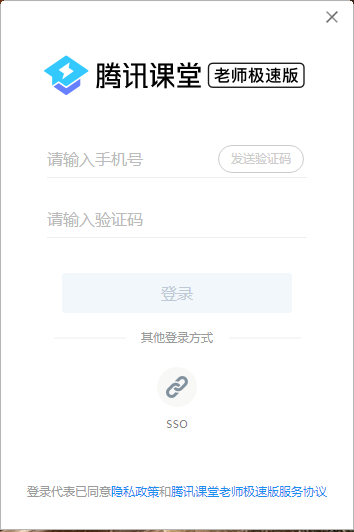 腾讯课堂 老师极速版
请输入手机号 发送验证码
请输入验证码
登录
其他登录方式
SSO
登录代表已同意隐私政策和腾讯课堂老师极速版服务协议